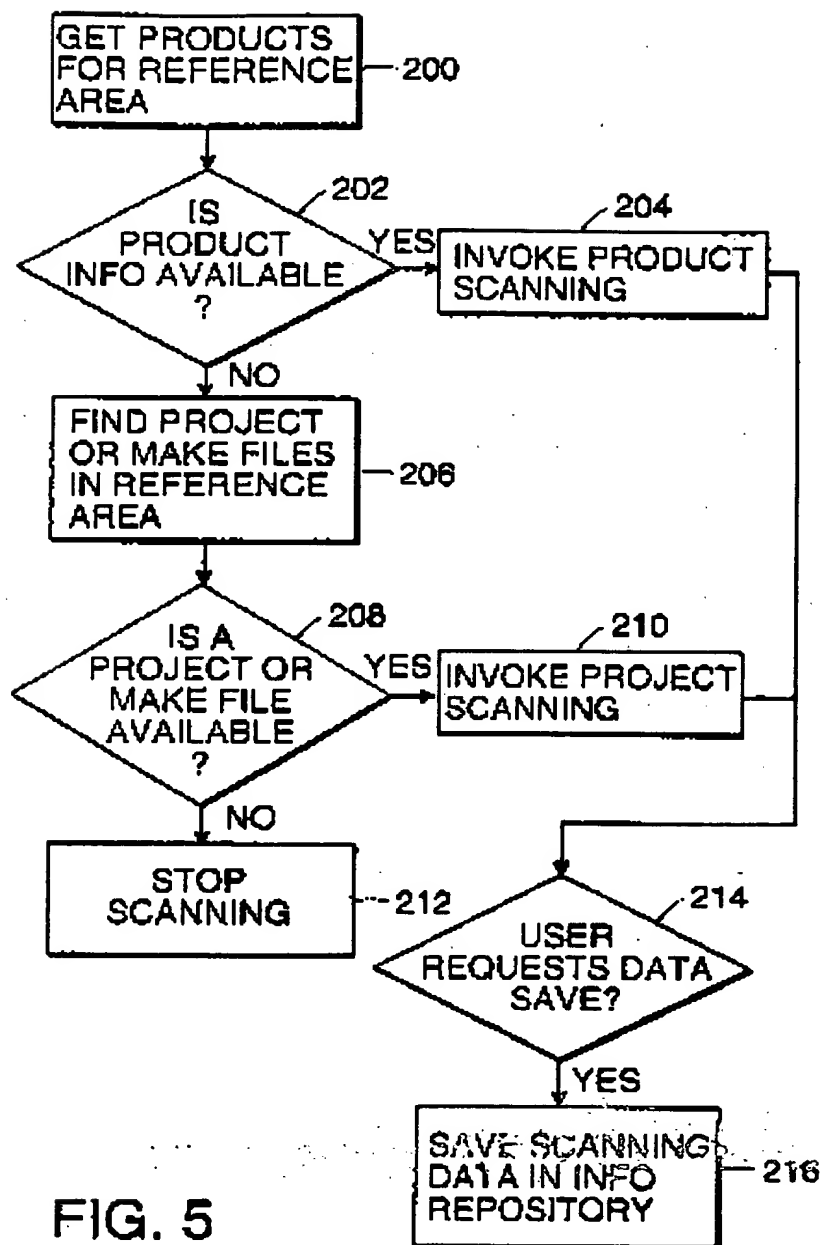 GET PRODUCTS
FOR REFERENCE
AREA
200
202
IS
PRODUCT
INFO AVAILABLE
?
YES
204
INVOKE PRODUCT
SCANNING
NO
FIND PROJECT
OR MAKE FILES
IN REFERENCE
AREA
206
208
IS A
PROJECT OR
MAKE FILE
AVAILABLE
?
YES
210
INVOKE PROJECT
SCANNING
NO
STOP
SCANNING
212
214
USER
REQUESTS DATA
SAVE?
YES
SAVE SCANNING
DATA IN INFO
REPOSITORY
216
FIG. 5